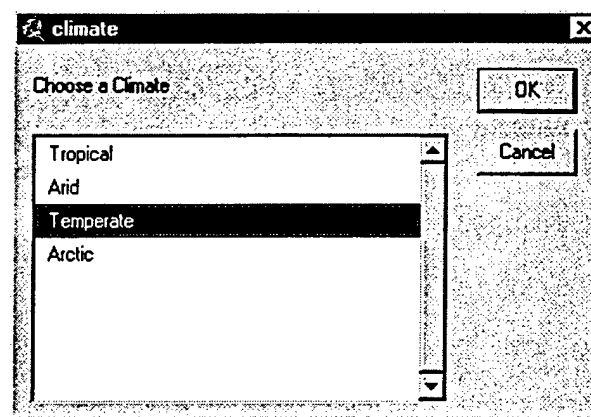 climate
Choose a Climate
OK
Cancel
Tropical
Arid
Temperate
Arctic